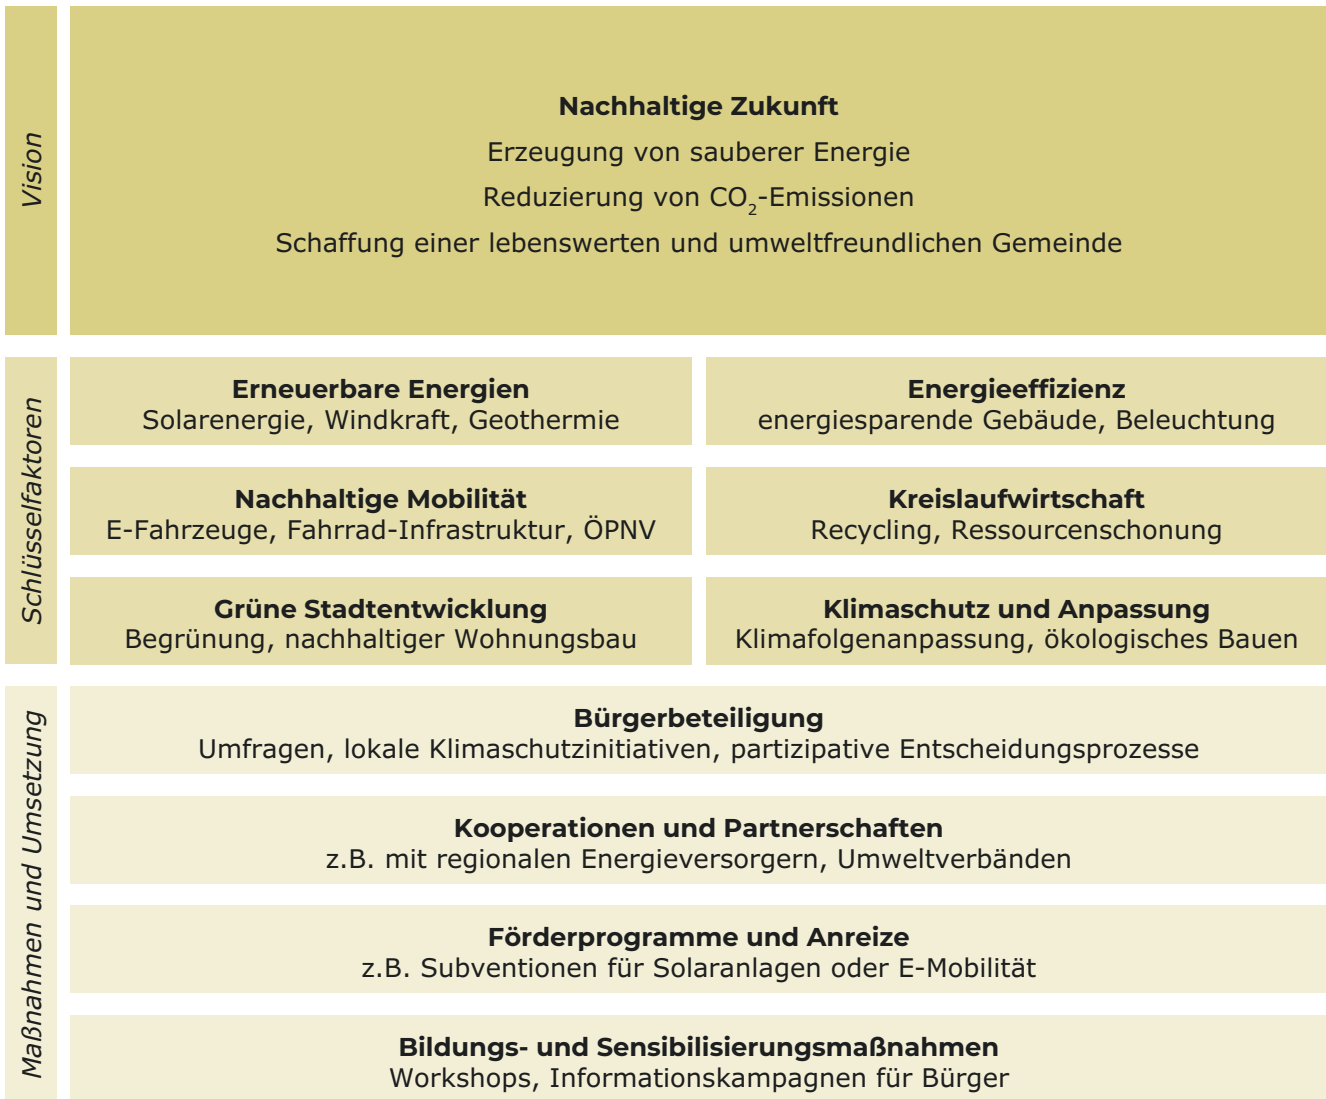 Vision
Nachhaltige Zukunft
Erzeugung von sauberer Energie
Reduzierung von CO₂-Emissionen
Schaffung einer lebenswerten und umweltfreundlichen Gemeinde
Schlüsselfaktoren
Erneuerbare Energien
Solarenergie, Windkraft, Geothermie
Energieeffizienz
energiesparende Gebäude, Beleuchtung
Nachhaltige Mobilität
E-Fahrzeuge, Fahrrad-Infrastruktur, ÖPNV
Kreislaufwirtschaft
Recycling, Ressourcenschonung
Grüne Stadtentwicklung
Begrünung, nachhaltiger Wohnungsbau
Klimaschutz und Anpassung
Klimafolgenanpassung, ökologisches Bauen
Maßnahmen und Umsetzung
Bürgerbeteiligung
Umfragen, lokale Klimaschutzinitiativen, partizipative Entscheidungsprozesse
Kooperationen und Partnerschaften
z.B. mit regionalen Energieversorgern, Umweltverbänden
Förderprogramme und Anreize
z.B. Subventionen für Solaranlagen oder E-Mobilität
Bildungs- und Sensibilisierungsmaßnahmen
Workshops, Informationskampagnen für Bürger